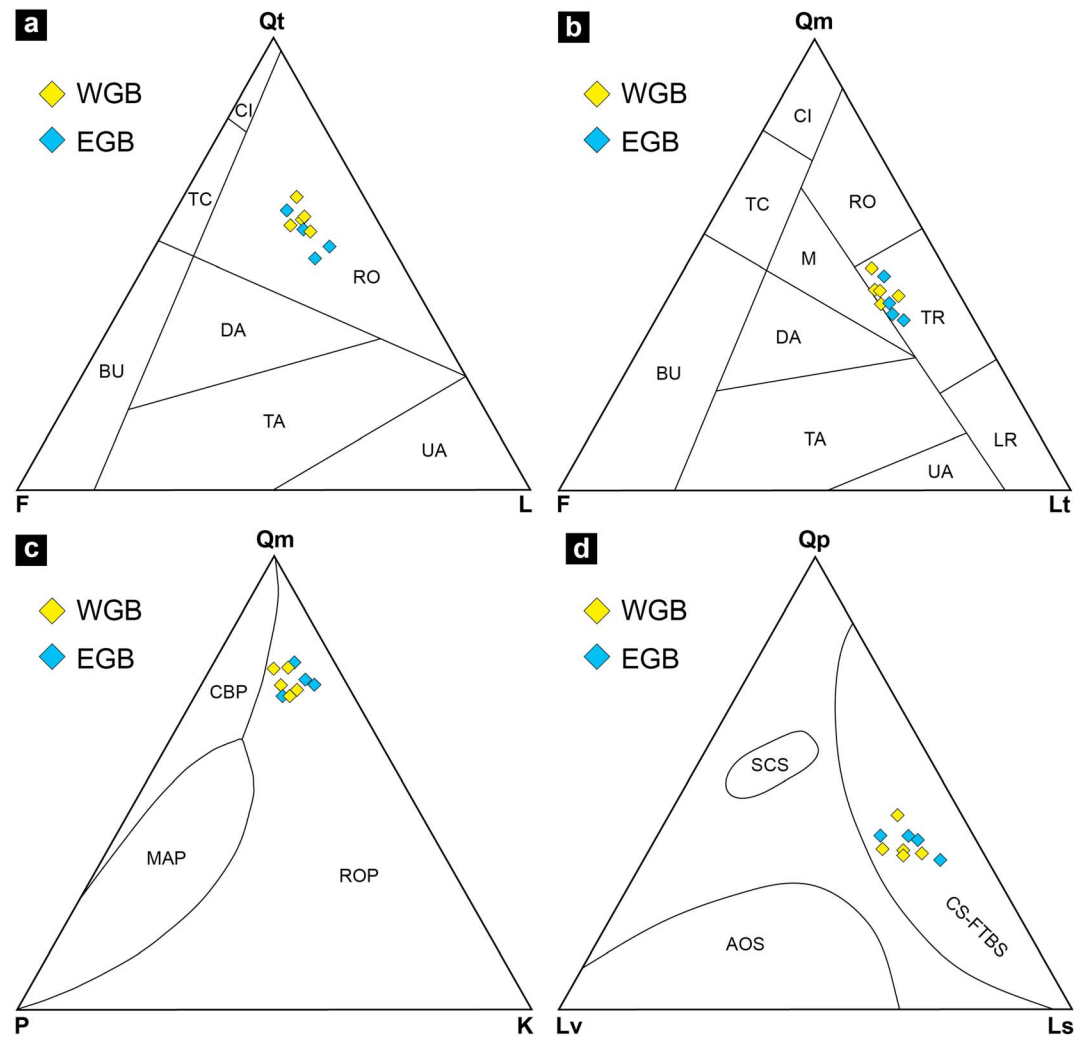 a
Qt
WGB
EGB
CI
TC
RO
DA
BU
TA
UA
F
L
b
Qm
WGB
EGB
CI
TC
RO
M
TR
DA
BU
TA
LR
UA
F
Lt
c
Qm
WGB
EGB
CBP
MAP
ROP
P
K
d
Qp
WGB
EGB
SCS
CS-FTBS
AOS
Lv
Ls